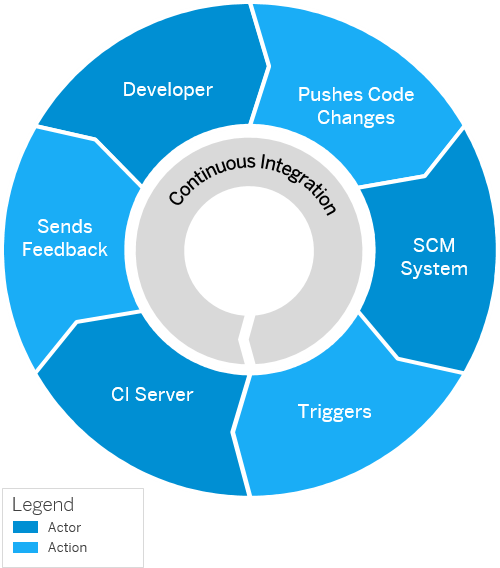 Developer
Pushes Code
Changes
Continuous Integration
Sends
Feedback
SCM
System
CI Server
Triggers
Legend
Actor
Action